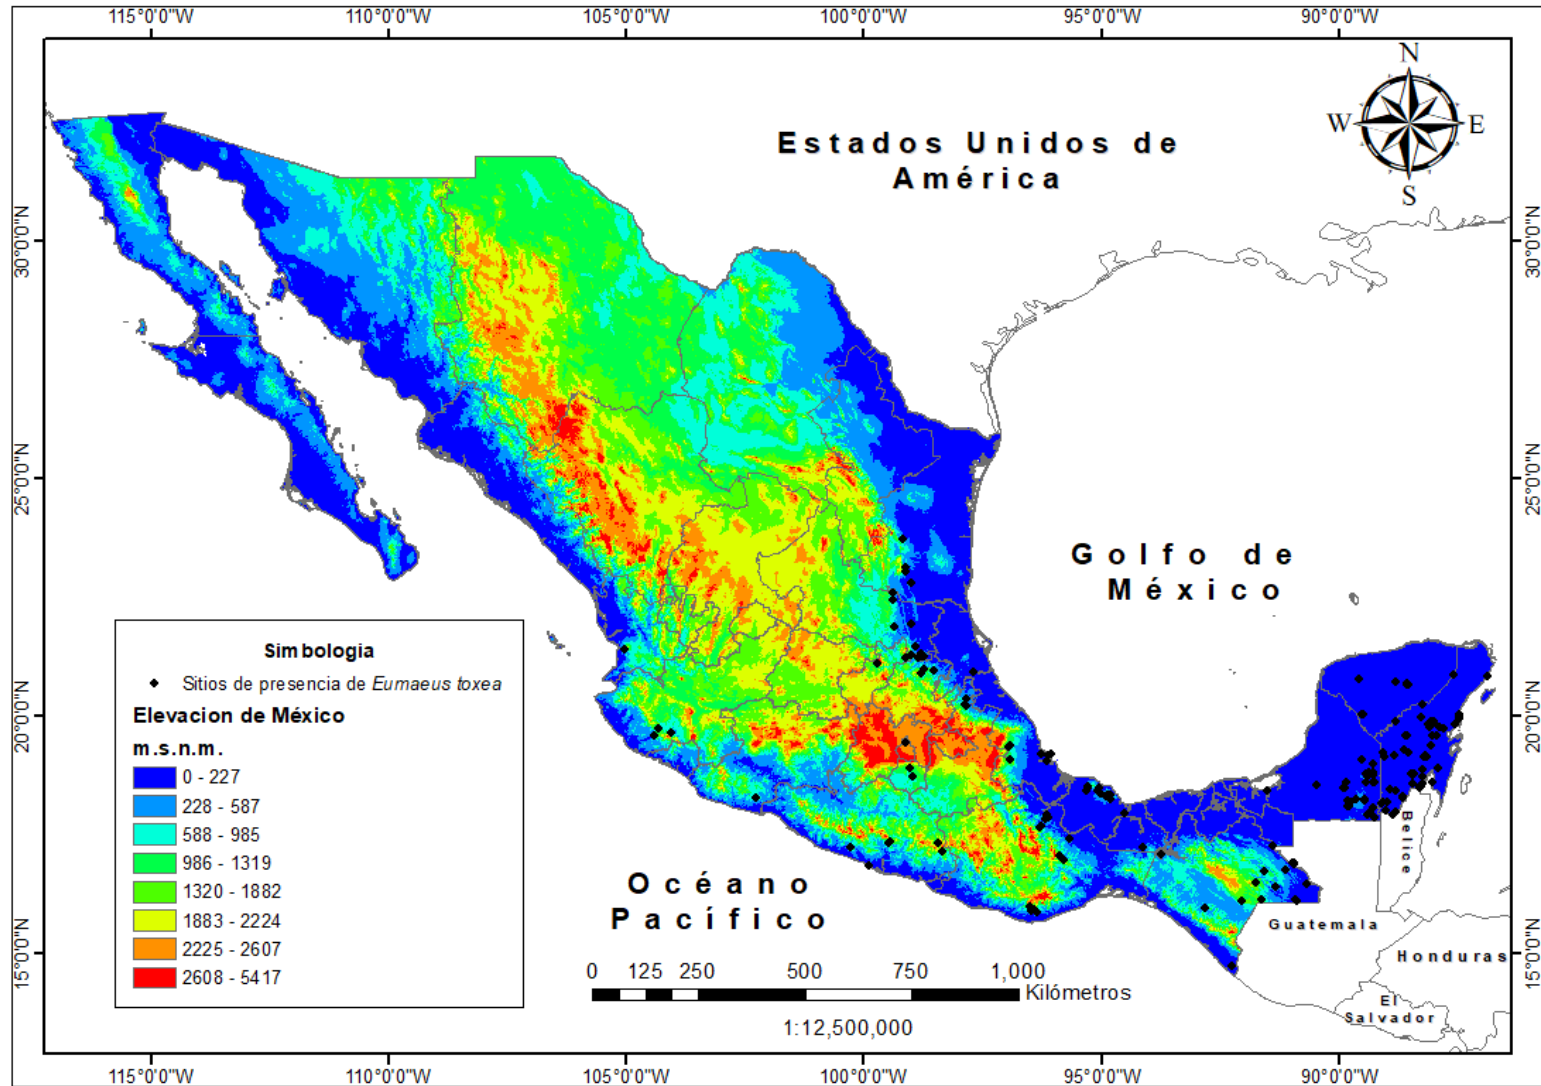 115°0'0"W 110°0'0"W 105°0'0"W 100°0'0"W 95°0'0"W 90°0'0"W
N
W E
S
Estados Unidos de
América
30°0'0"N 30°0'0"N
25°0'0"N 25°0'0"N
Golfo de
México
Simbologia
Sitios de presencia de Eumaeus toxea
Elevacion de México
m.s.n.m.
0 - 227
228 - 587
588 - 985
986 - 1319
1320 - 1882
1883 - 2224
2225 - 2607
2608 - 5417
20°0'0"N 20°0'0"N
Belice
Océano
Pacífico
Guatemala
Honduras
El
Salvador
15°0'0"N 15°0'0"N
0 125 250 500 750 1,000
Kilómetros
1:12,500,000
115°0'0"W 110°0'0"W 105°0'0"W 100°0'0"W 95°0'0"W 90°0'0"W